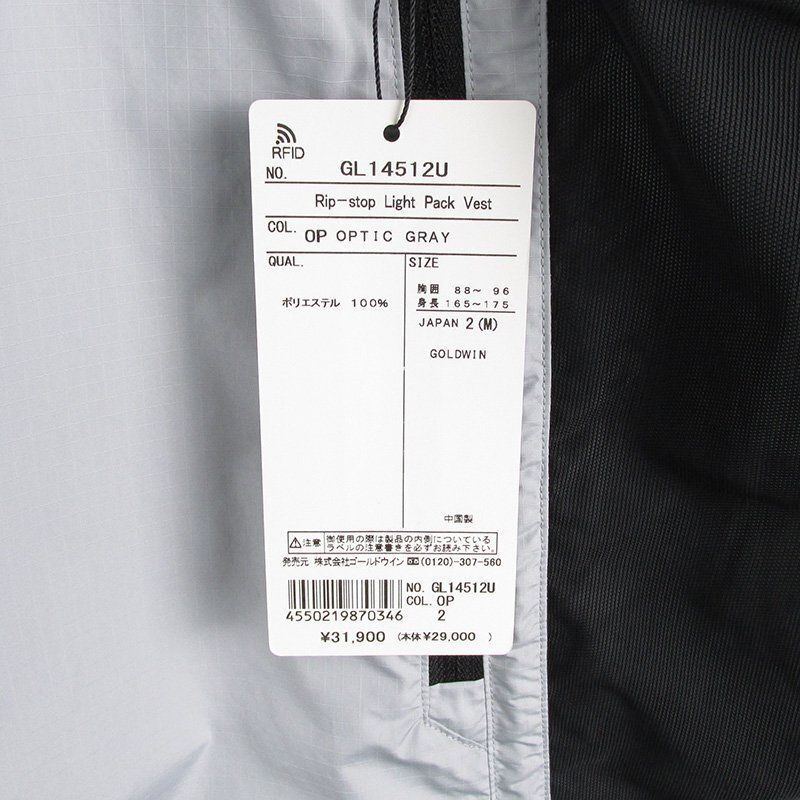 RFID
NO. GL14512U
Rip-stop Light Pack Vest
COL. OP OPTIC GRAY
QUAL.
ポリエステル 100%
SIZE
胸囲 88～ 96
身長 165～175
JAPAN 2 (M)
GOLDWIN
中国製
注意 御使用の際は製品の内側についている
ラベルの注意書きを必ずお読み下さい。
発売元 株式会社ゴールドウイン (0120)-307-560
NO. GL14512U
COL. OP
2
4550219870346
¥31,900 (本体¥29,000 )